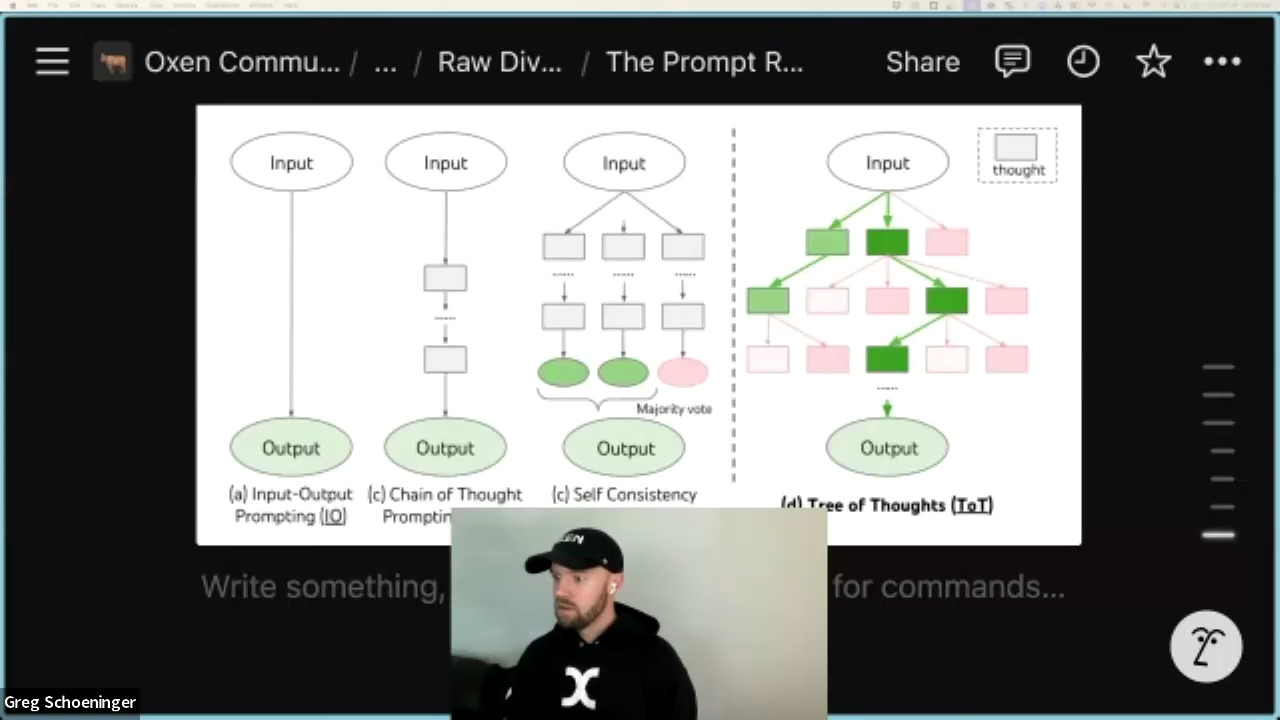 Oxen Commu... / ... / Raw Div... / The Prompt R... Share
Input
Input
Input
Input
thought
......
......
......
......
......
Majority vote
Output
Output
Output
Output
(a) Input-Output
Prompting (IO)
(c) Chain of Thought
(c) Self Consistency
(d) Tree of Thoughts (ToT)
Write something,
for commands...
Greg Schoeninger